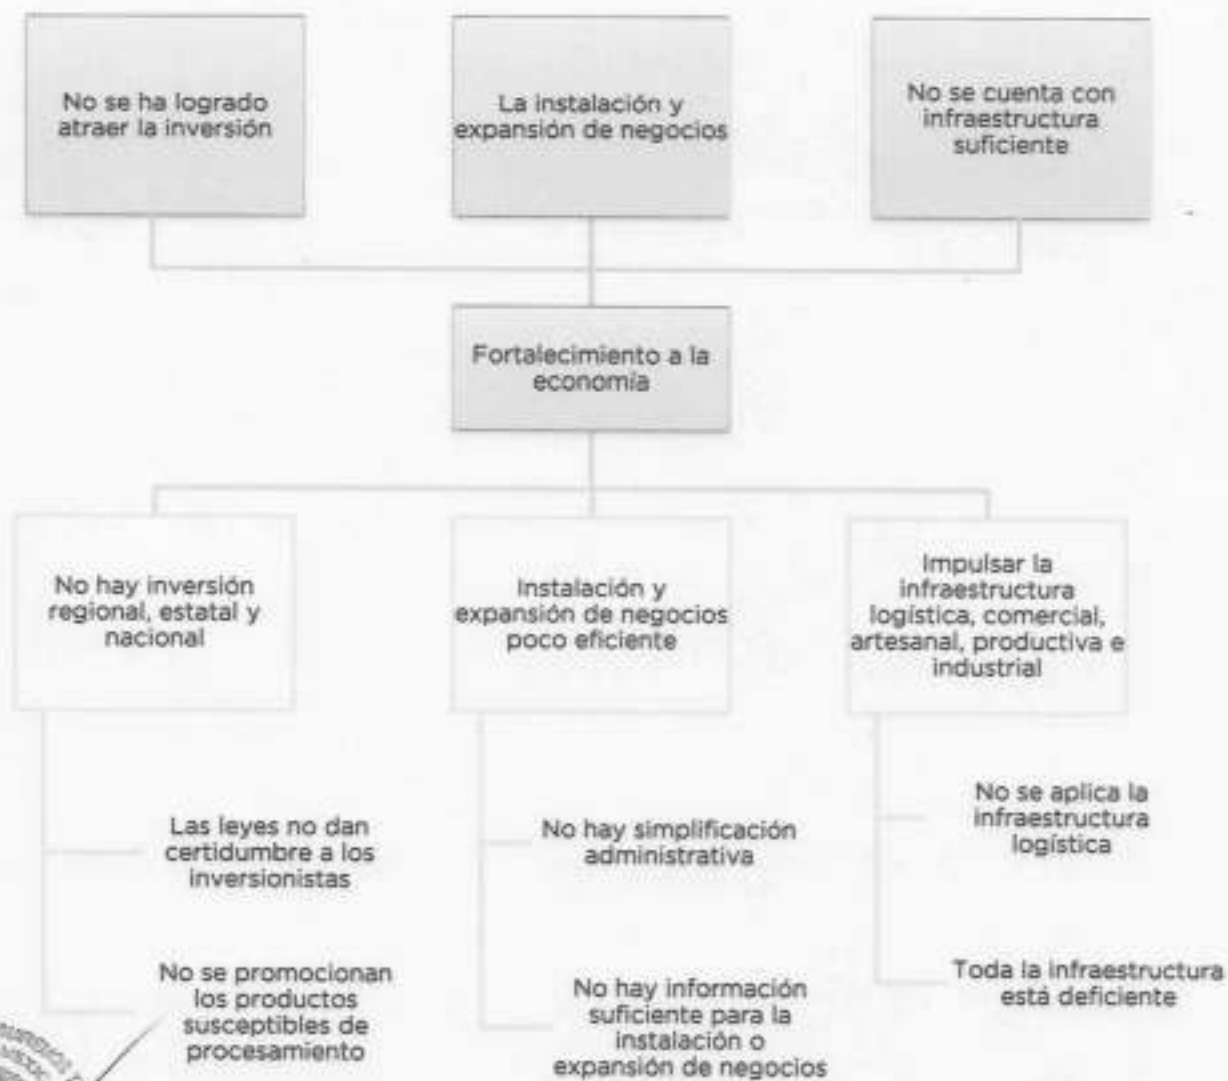 No se ha logrado
atraer la inversión
La instalación y
expansión de negocios
No se cuenta con
infraestructura
suficiente
Fortalecimiento a la
economía
No hay inversión
regional, estatal y
nacional
Instalación y
expansión de negocios
poco eficiente
Impulsar la
infraestructura
logística, comercial,
artesanal, productiva e
industrial
Las leyes no dan
certidumbre a los
inversionistas
No se promocionan
los productos
susceptibles de
procesamiento
No hay simplificación
administrativa
No hay información
suficiente para la
instalación o
expansión de negocios
No se aplica la
infraestructura
logística
Toda la infraestructura
está deficiente